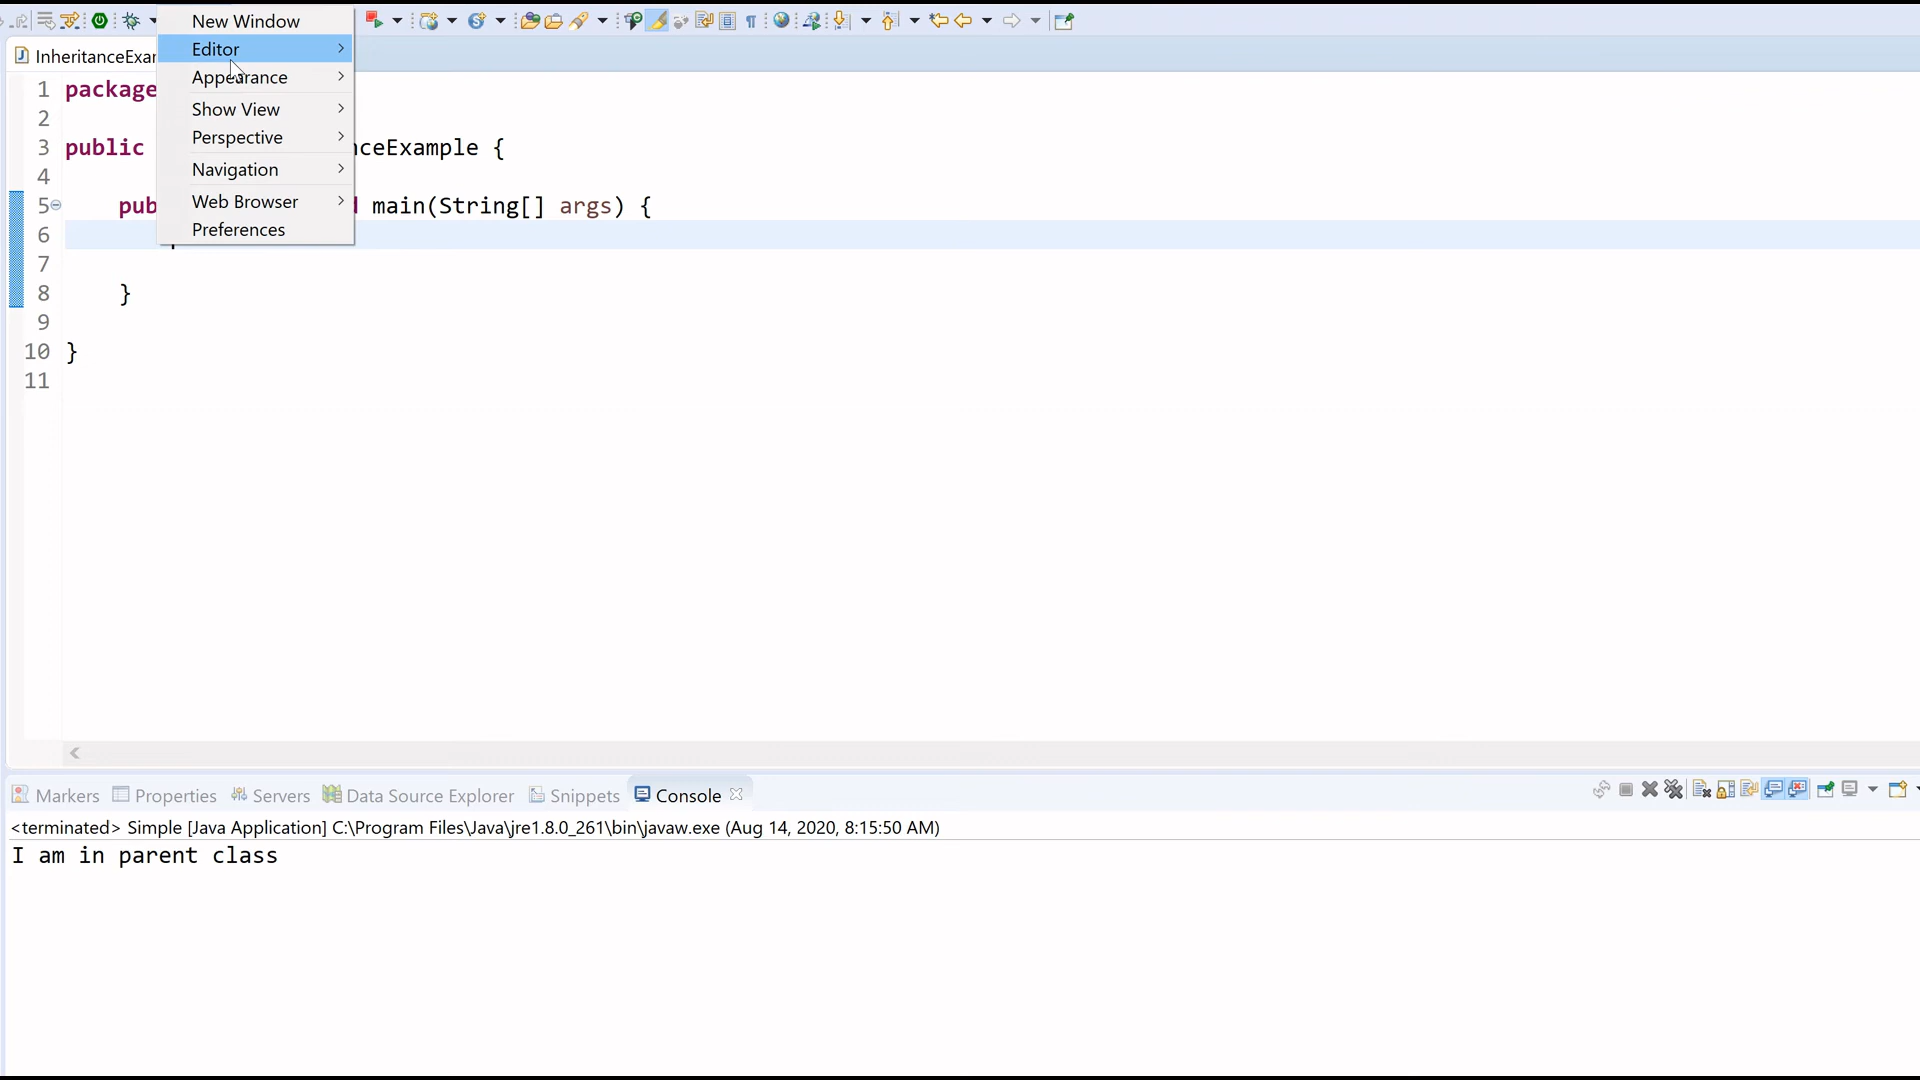 New Window
Editor
Appearance
Show View
Perspective
Navigation
Web Browser
Preferences
InheritanceExar
1 package
2
3 public nceExample {
4
5 pub d main(String[] args) {
6
7
8 }
9
10 }
11
Markers Properties Servers Data Source Explorer Snippets Console
<terminated> Simple [Java Application] C:\Program Files\Java\jre1.8.0_261\bin\javaw.exe (Aug 14, 2020, 8:15:50 AM)
I am in parent class